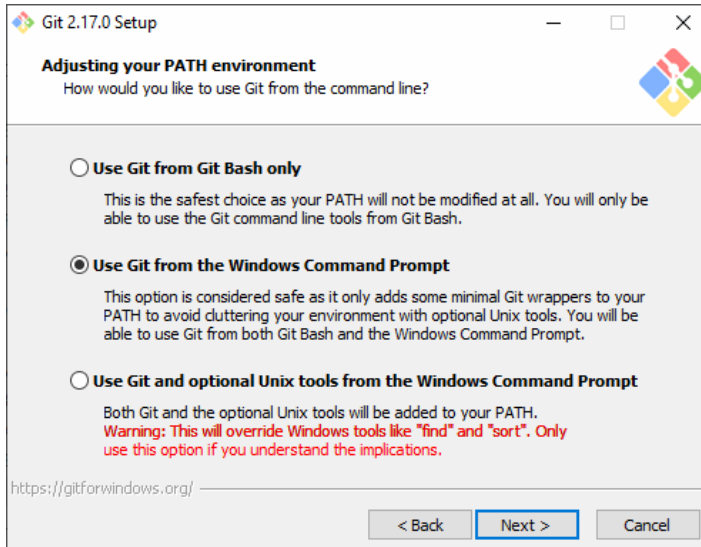 Git 2.17.0 Setup
Adjusting your PATH environment
How would you like to use Git from the command line?
Use Git from Git Bash only
This is the safest choice as your PATH will not be modified at all. You will only be
able to use the Git command line tools from Git Bash.
Use Git from the Windows Command Prompt
This option is considered safe as it only adds some minimal Git wrappers to your
PATH to avoid cluttering your environment with optional Unix tools. You will be
able to use Git from both Git Bash and the Windows Command Prompt.
Use Git and optional Unix tools from the Windows Command Prompt
Both Git and the optional Unix tools will be added to your PATH.
Warning: This will override Windows tools like "find" and "sort". Only
use this option if you understand the implications.
https://gitforwindows.org/
< Back Next > Cancel